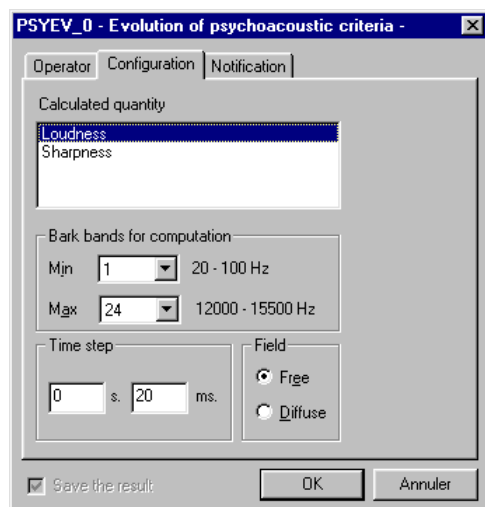 PSYEV_0 - Evolution of psychoacoustic criteria -
Operator Configuration Notification
Calculated quantity
Loudness
Sharpness
Bark bands for computation
Min 1 20 - 100 Hz
Max 24 12000 - 15500 Hz
Time step Field
0 s. 20 ms. Free
Diffuse
Save the result OK Annuler